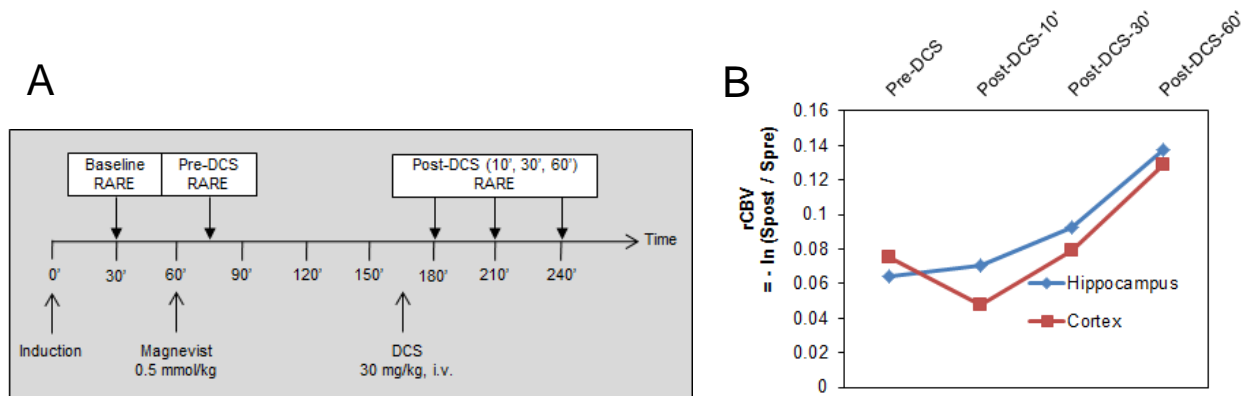 A
Baseline
RARE
Pre-DCS
RARE
Post-DCS (10', 30', 60')
RARE
Time
0'
30'
60'
90'
120'
150'
180'
210'
240'
Induction
Magnevist
0.5 mmol/kg
DCS
30 mg/kg, i.v.
B
Pre-DCS
Post-DCS-10'
Post-DCS-30'
Post-DCS-60'
rCBV
= - ln (Spost / Spre)
0.16
0.14
0.12
0.1
0.08
0.06
0.04
0.02
0
Hippocampus
Cortex